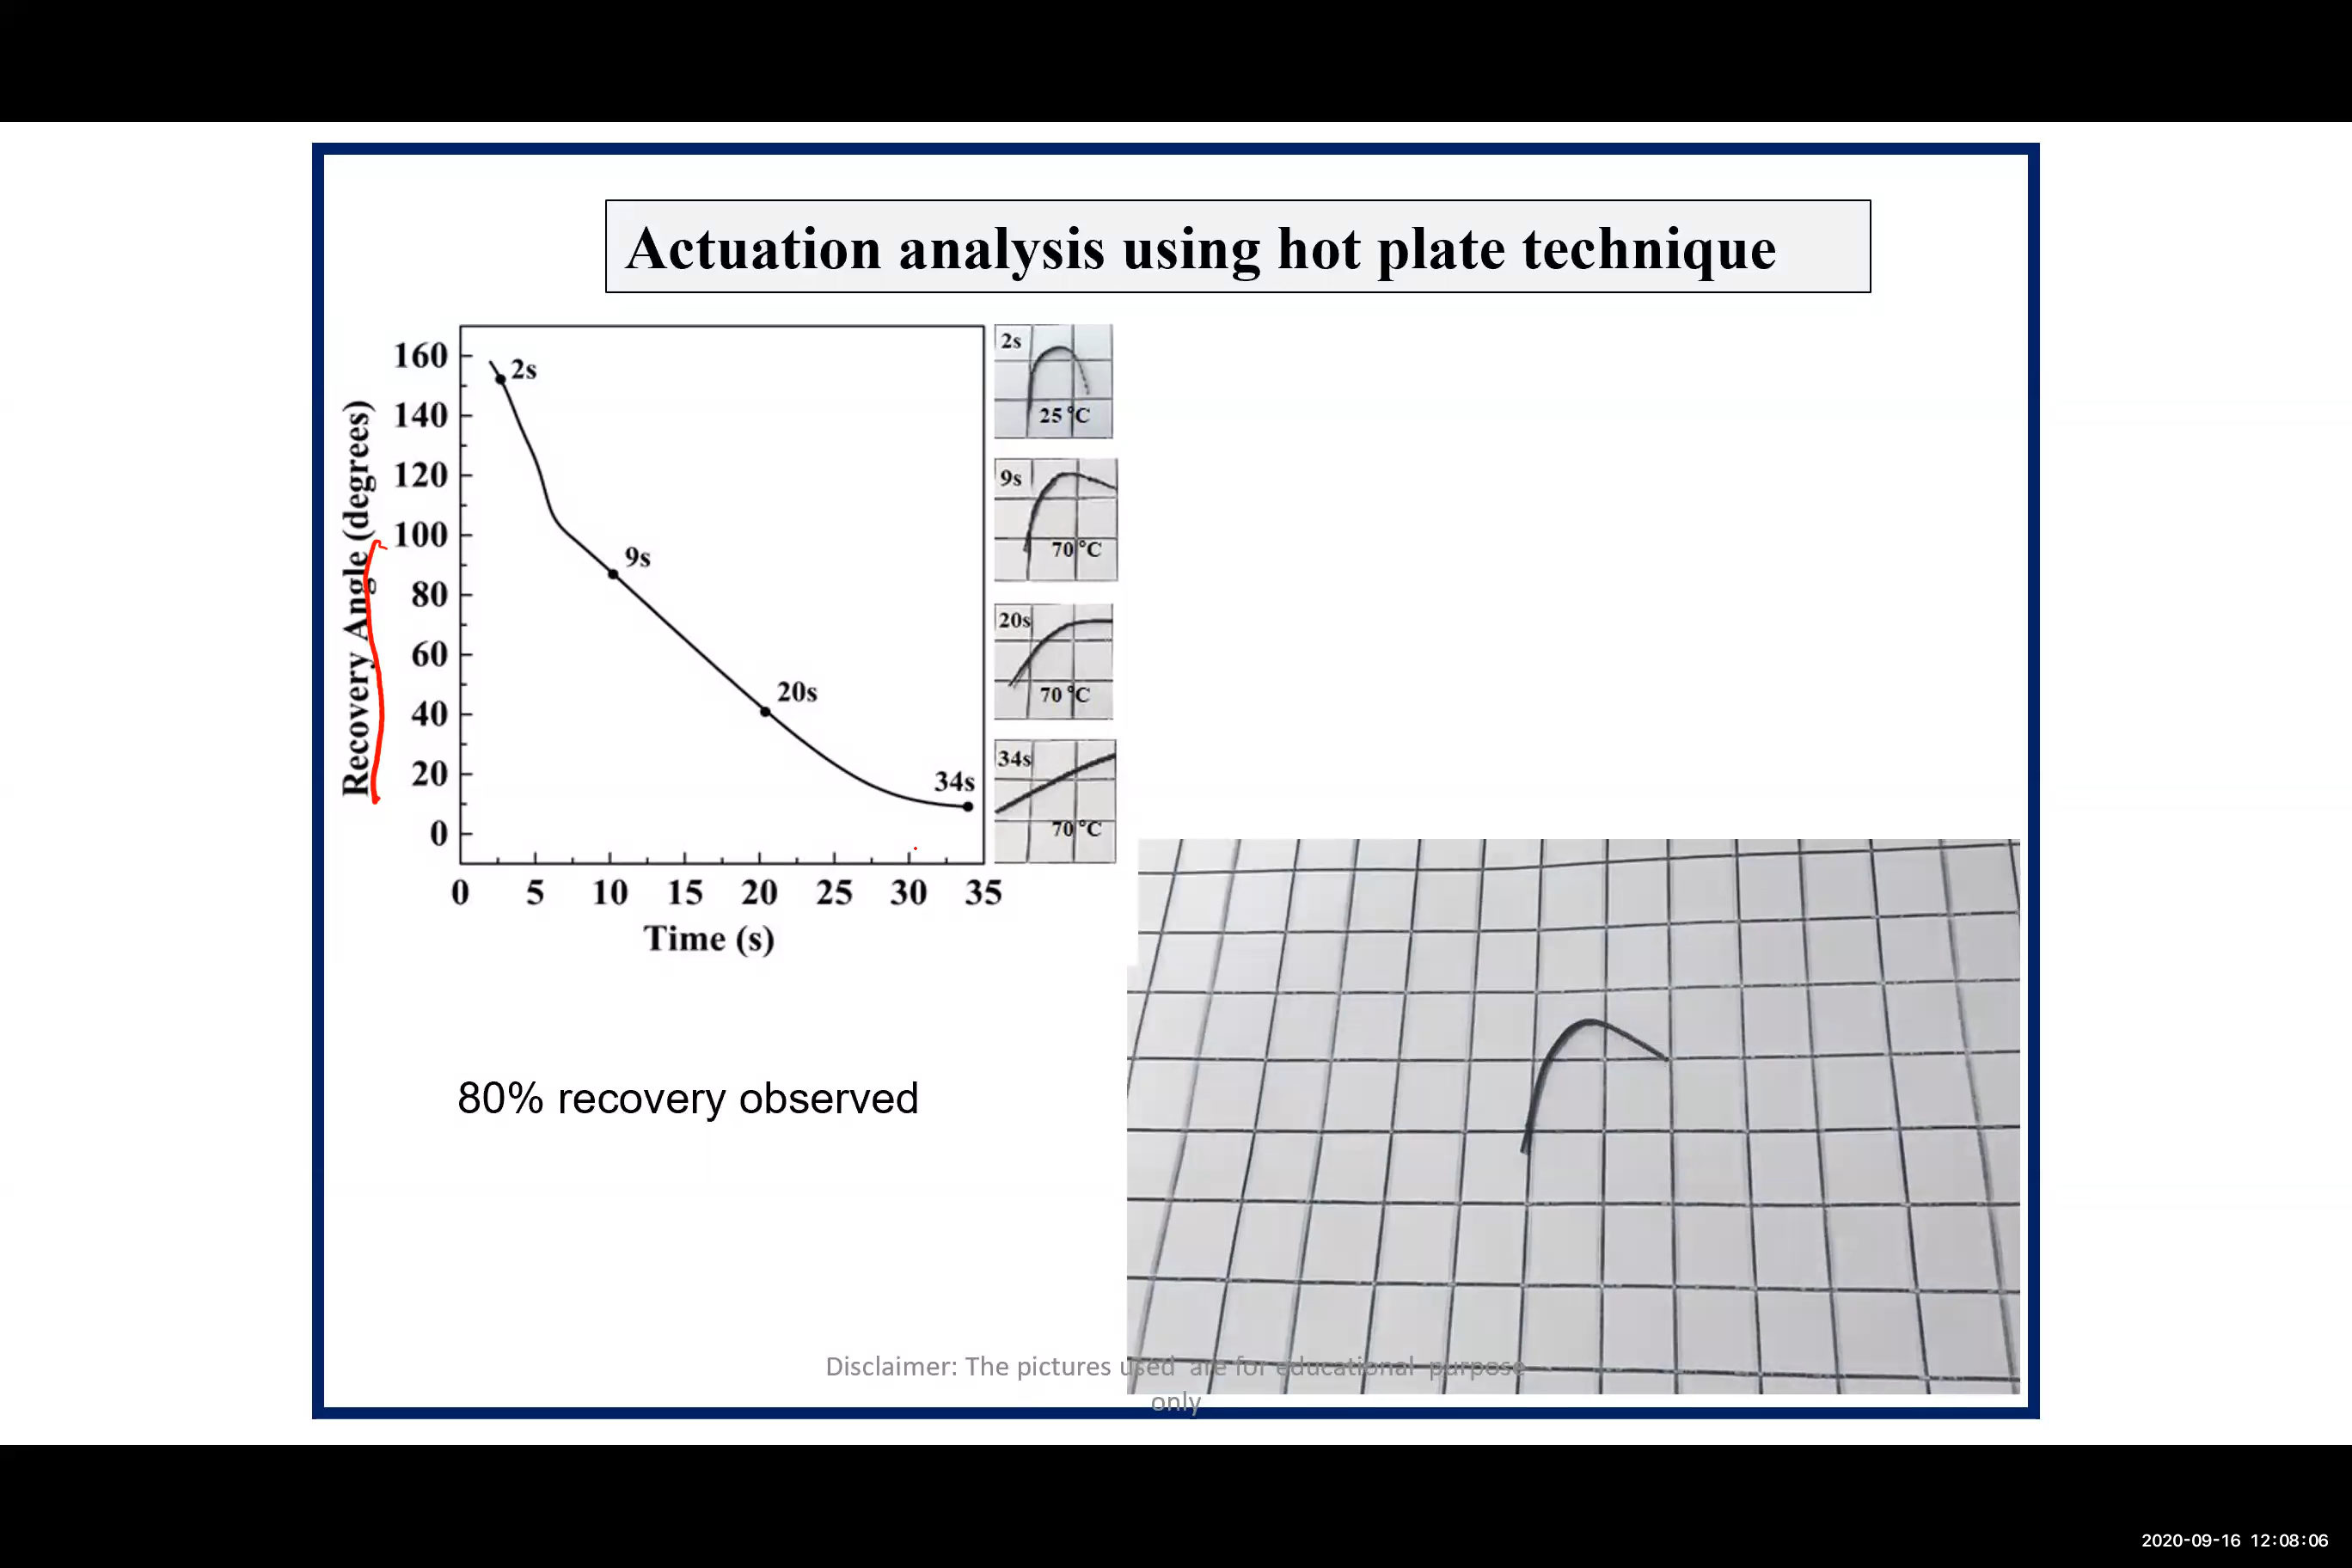 Actuation analysis using hot plate technique
Recovery Angle (degrees)
160
140
120
100
80
60
40
20
0
2s
9s
20s
34s
0 5 10 15 20 25 30 35
Time (s)
2s
25 °C
9s
70 °C
20s
70 °C
34s
70 °C
80% recovery observed
Disclaimer: The pictures used are for educational purpose
only
2020-09-16 12:08:06